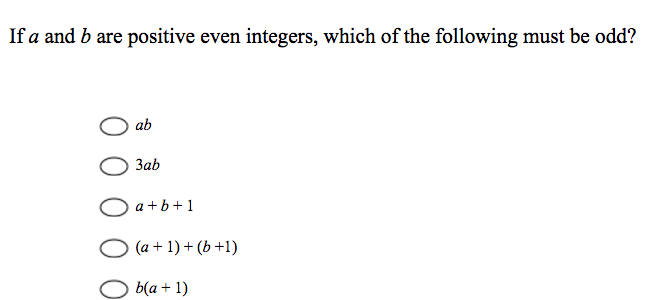 If a and b are positive even integers, which of the following must be odd?
ab
3ab
a + b + 1
(a + 1) + (b +1)
b(a + 1)